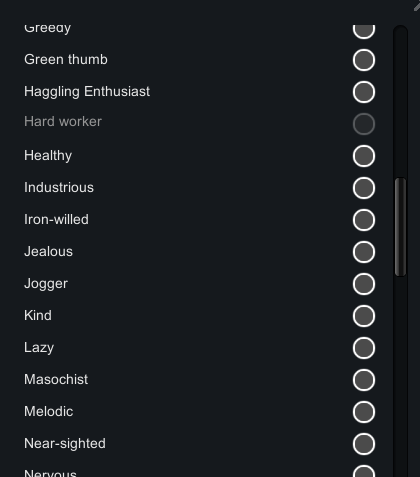 Greedy
Green thumb
Haggling Enthusiast
Hard worker
Healthy
Industrious
Iron-willed
Jealous
Jogger
Kind
Lazy
Masochist
Melodic
Near-sighted
Nervous